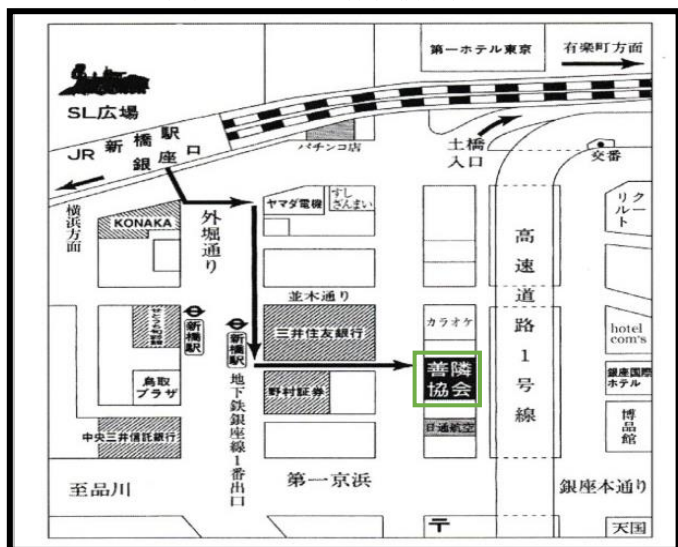 第一ホテル東京
有楽町方面
SL広場
JR 新橋駅
銀座口
パチンコ店
土橋
入口
交番
横浜方面
KONAKA
外堀通り
ヤマダ電機
すし
ざんまい
高速道路1号線
リクルート
並木通り
新橋駅
新橋駅
三井住友銀行
カラオケ
hotel
com's
善隣
協会
鳥取
プラザ
地下鉄銀座線1番出口
野村証券
銀座国際
ホテル
日通航空
博品館
中央三井信託銀行
至品川
第一京浜
銀座本通り
〒
天国